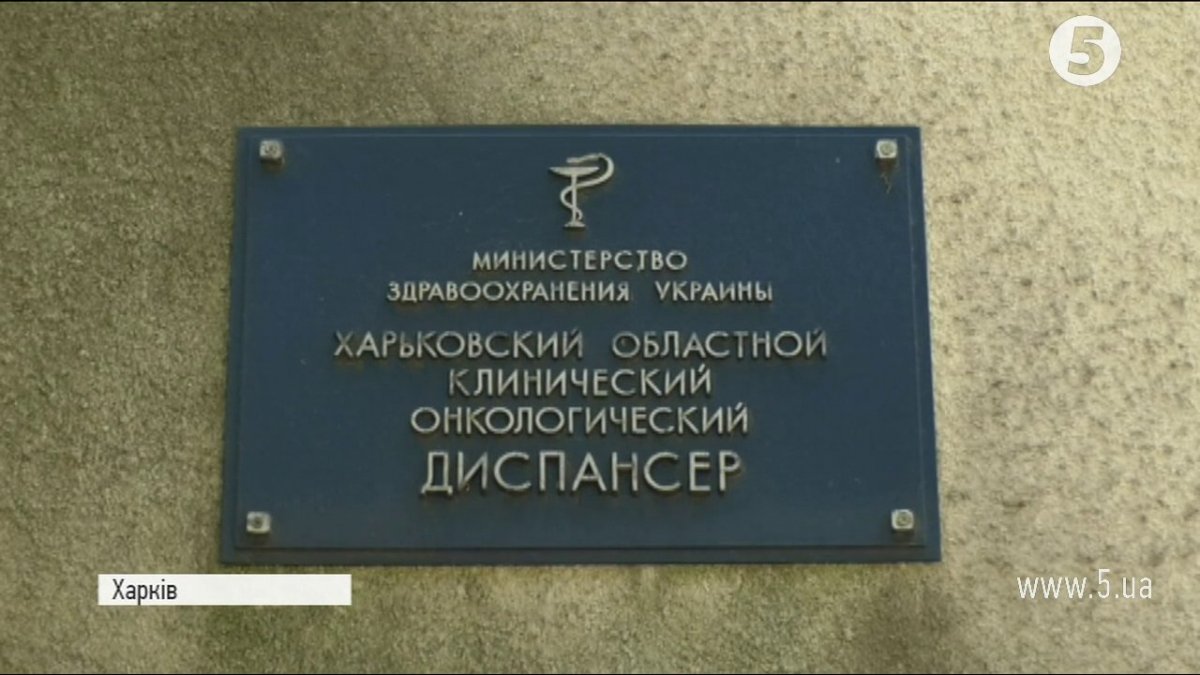 5
МИНИСТЕРСТВО
ЗДРАВООХРАНЕНИЯ УКРАИНЫ
ХАРЬКОВСКИЙ ОБЛАСТНОЙ
КЛИНИЧЕСКИЙ
ОНКОЛОГИЧЕСКИЙ
ДИСПАНСЕР
Харків
www.5.ua